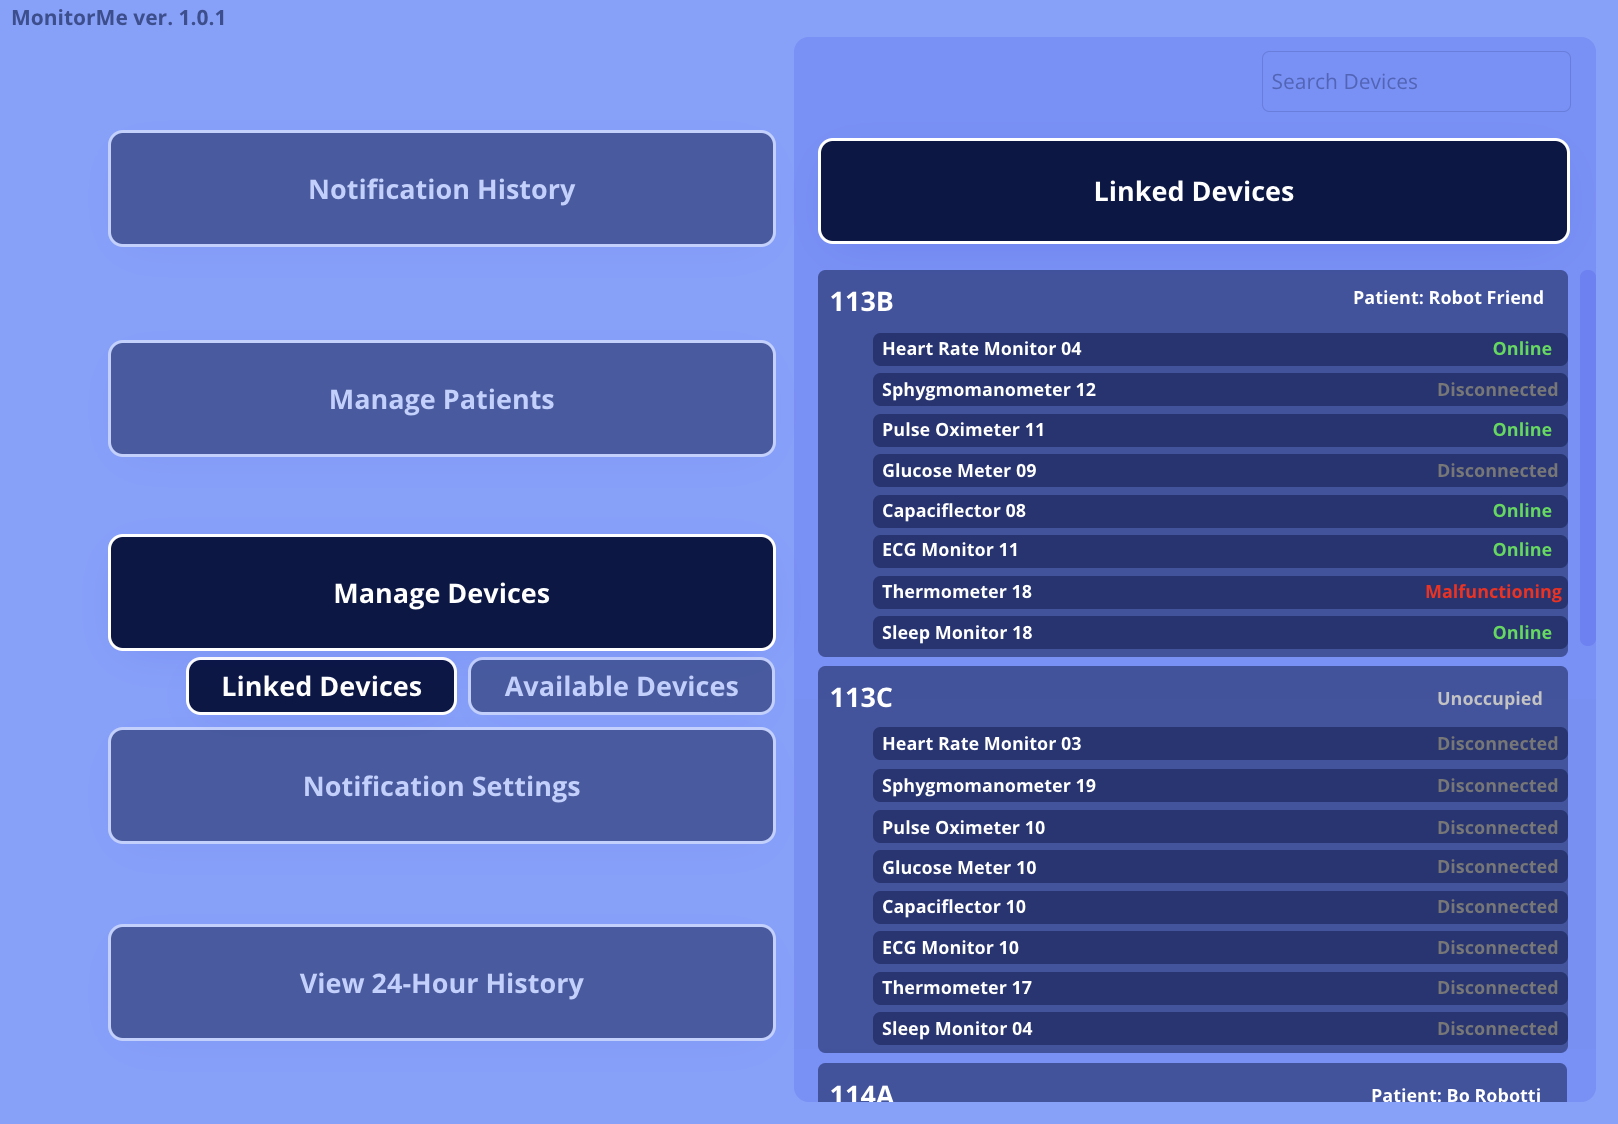 MonitorMe ver. 1.0.1
Notification History
Manage Patients
Manage Devices
Linked Devices
Available Devices
Notification Settings
View 24-Hour History
Search Devices
Linked Devices
113B Patient: Robot Friend
Heart Rate Monitor 04 Online
Sphygmomanometer 12 Disconnected
Pulse Oximeter 11 Online
Glucose Meter 09 Disconnected
Capaciflector 08 Online
ECG Monitor 11 Online
Thermometer 18 Malfunctioning
Sleep Monitor 18 Online
113C Unoccupied
Heart Rate Monitor 03 Disconnected
Sphygmomanometer 19 Disconnected
Pulse Oximeter 10 Disconnected
Glucose Meter 10 Disconnected
Capaciflector 10 Disconnected
ECG Monitor 10 Disconnected
Thermometer 17 Disconnected
Sleep Monitor 04 Disconnected
114A Patient: Bo Robotti